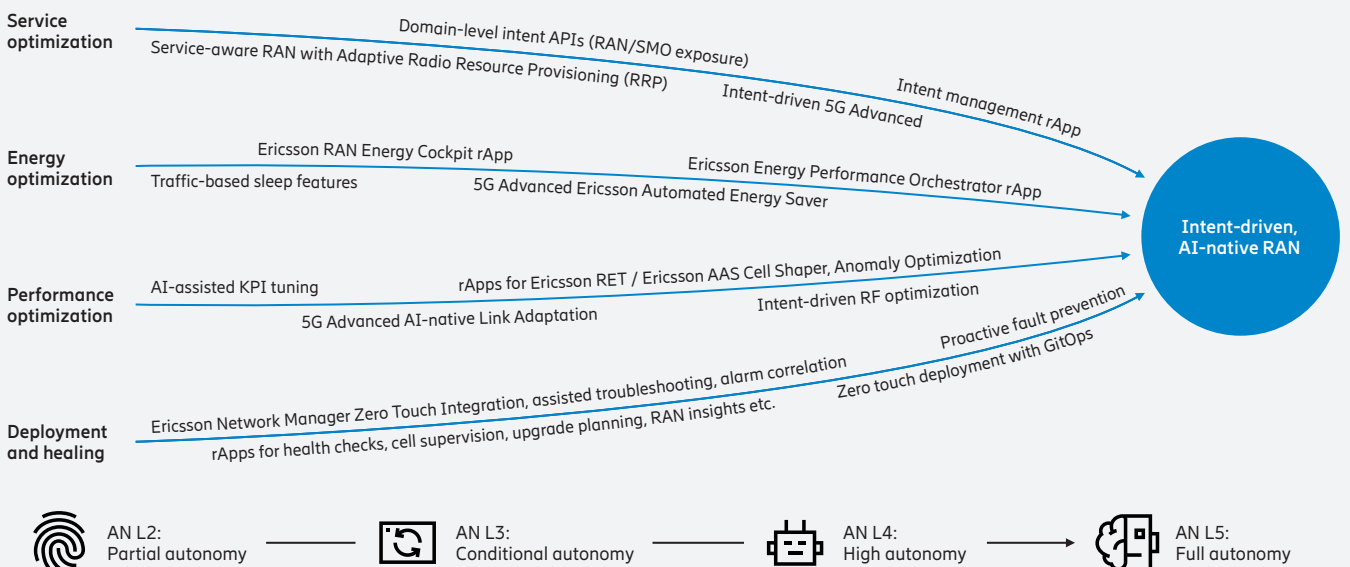 Service
optimization
Domain-level intent APIs (RAN/SMO exposure)
Service-aware RAN with Adaptive Radio Resource Provisioning (RRP)
Intent-driven 5G Advanced
Intent management rApp
Energy
optimization
Ericsson RAN Energy Cockpit rApp
Traffic-based sleep features
5G Advanced Ericsson Automated Energy Saver
Ericsson Energy Performance Orchestrator rApp
Performance
optimization
AI-assisted KPI tuning
5G Advanced AI-native Link Adaptation
rApps for Ericsson RET / Ericsson AAS Cell Shaper, Anomaly Optimization
Intent-driven RF optimization
Deployment
and healing
Ericsson Network Manager Zero Touch Integration, assisted troubleshooting, alarm correlation
rApps for health checks, cell supervision, upgrade planning, RAN insights etc.
Proactive fault prevention
Zero touch deployment with GitOps
Intent-driven,
AI-native RAN
AN L2:
Partial autonomy
AN L3:
Conditional autonomy
AN L4:
High autonomy
AN L5:
Full autonomy